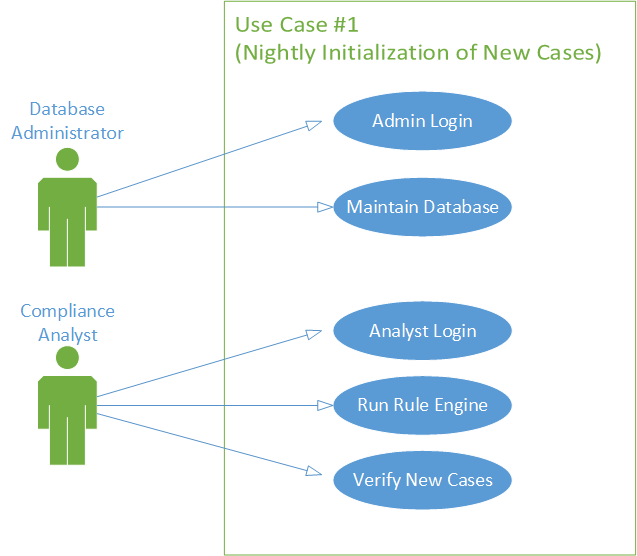 Use Case #1
(Nightly Initialization of New Cases)
Database
Administrator
Admin Login
Maintain Database
Compliance
Analyst
Analyst Login
Run Rule Engine
Verify New Cases